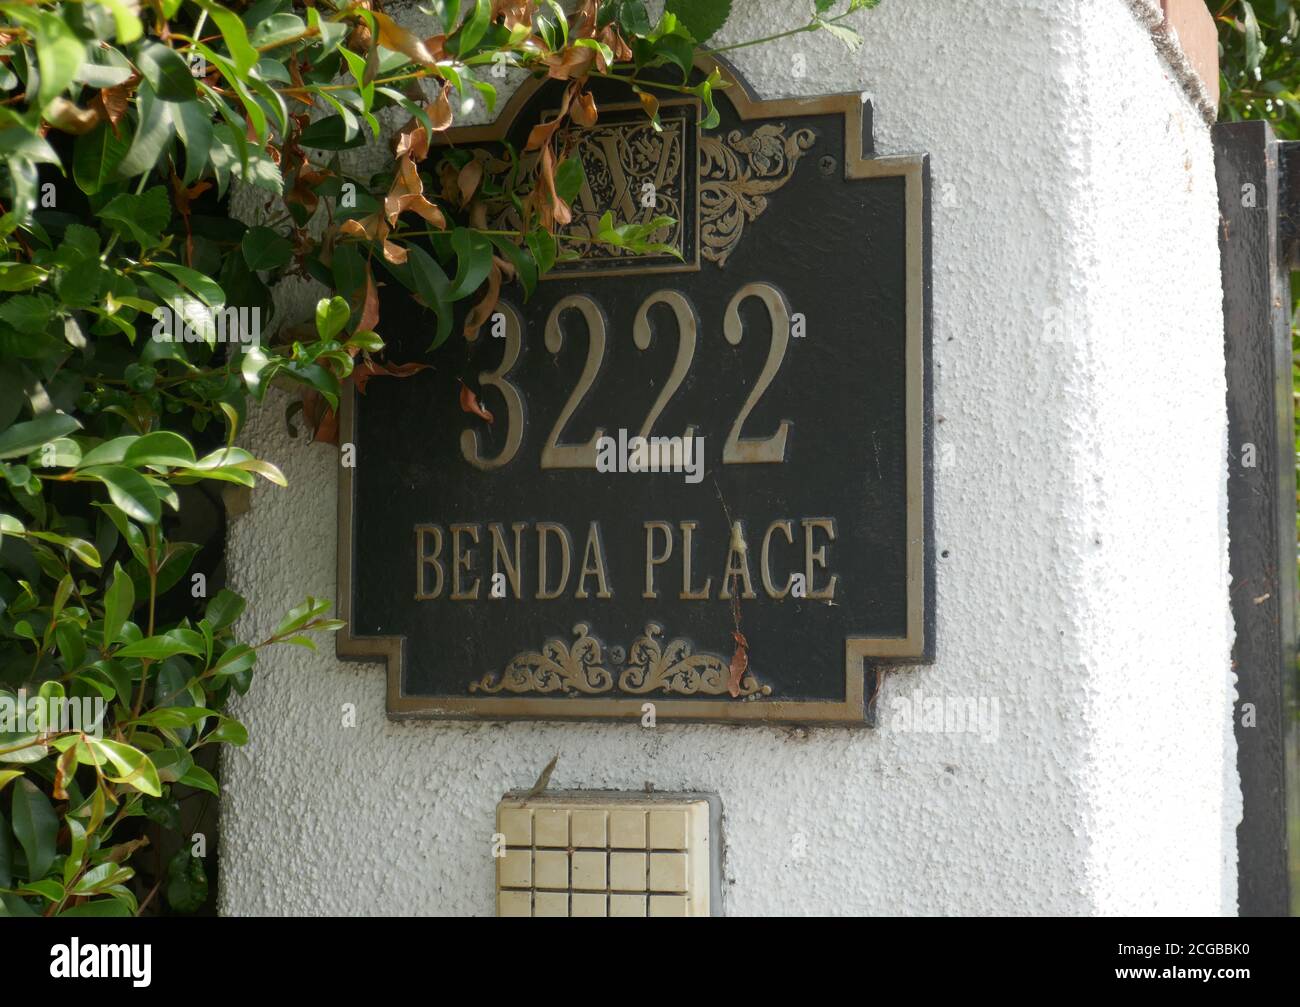 W
3222
BENDA PLACE
alamy
alamy
Image ID: 2CGBBK0
www.alamy.com